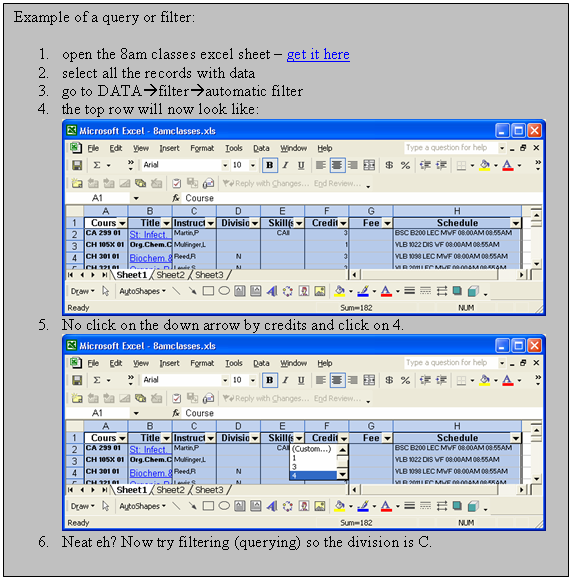 Example of a query or filter:
1. open the 8am classes excel sheet – get it here
2. select all the records with data
3. go to DATA→filter→automatic filter
4. the top row will now look like:
Microsoft Excel - 8amclasses.xls
File Edit View Insert Format Tools Data Window Help Type a question for help
Arial 10 B I U $ %
Reply with Changes... End Review...
A1 fx Course
A B C D E F G H
1 Cours Title Instruct Divisio Skill(s Credit Fee Schedule
2 CA 299 01 St: Infect. Martin,P CAII 3 BSC B200 LEC MWF 08:00AM 08:55AM
3 CH 105X 01 Org.Chem.C Mulfinger,L 1 YLB 1022 DIS WF 08:00AM 08:55AM
4 CH 301 01 Biochem.& Reed,R N 3 YLB 1098 LEC MWF 08:00AM 08:55AM
Sheet1 Sheet2 Sheet3
Draw AutoShapes
Ready Sum=182 NUM
5. No click on the down arrow by credits and click on 4.
Microsoft Excel - 8amclasses.xls
File Edit View Insert Format Tools Data Window Help Type a question for help
Arial 10 B I U $ %
Reply with Changes... End Review...
A1 fx Course
A B C D E F G H
1 Cours Title Instruct Divisio Skill(s Credit Fee Schedule
2 CA 299 01 St: Infect. Martin,P CAII (Custom...) BSC B200 LEC MWF 08:00AM 08:55AM
3 CH 105X 01 Org.Chem.C Mulfinger,L 1 YLB 1022 DIS WF 08:00AM 08:55AM
3
4 CH 301 01 Biochem.& Reed,R N 4 YLB 1098 LEC MWF 08:00AM 08:55AM
Sheet1 Sheet2 Sheet3
Draw AutoShapes
Ready Sum=182 NUM
6. Neat eh? Now try filtering (querying) so the division is C.